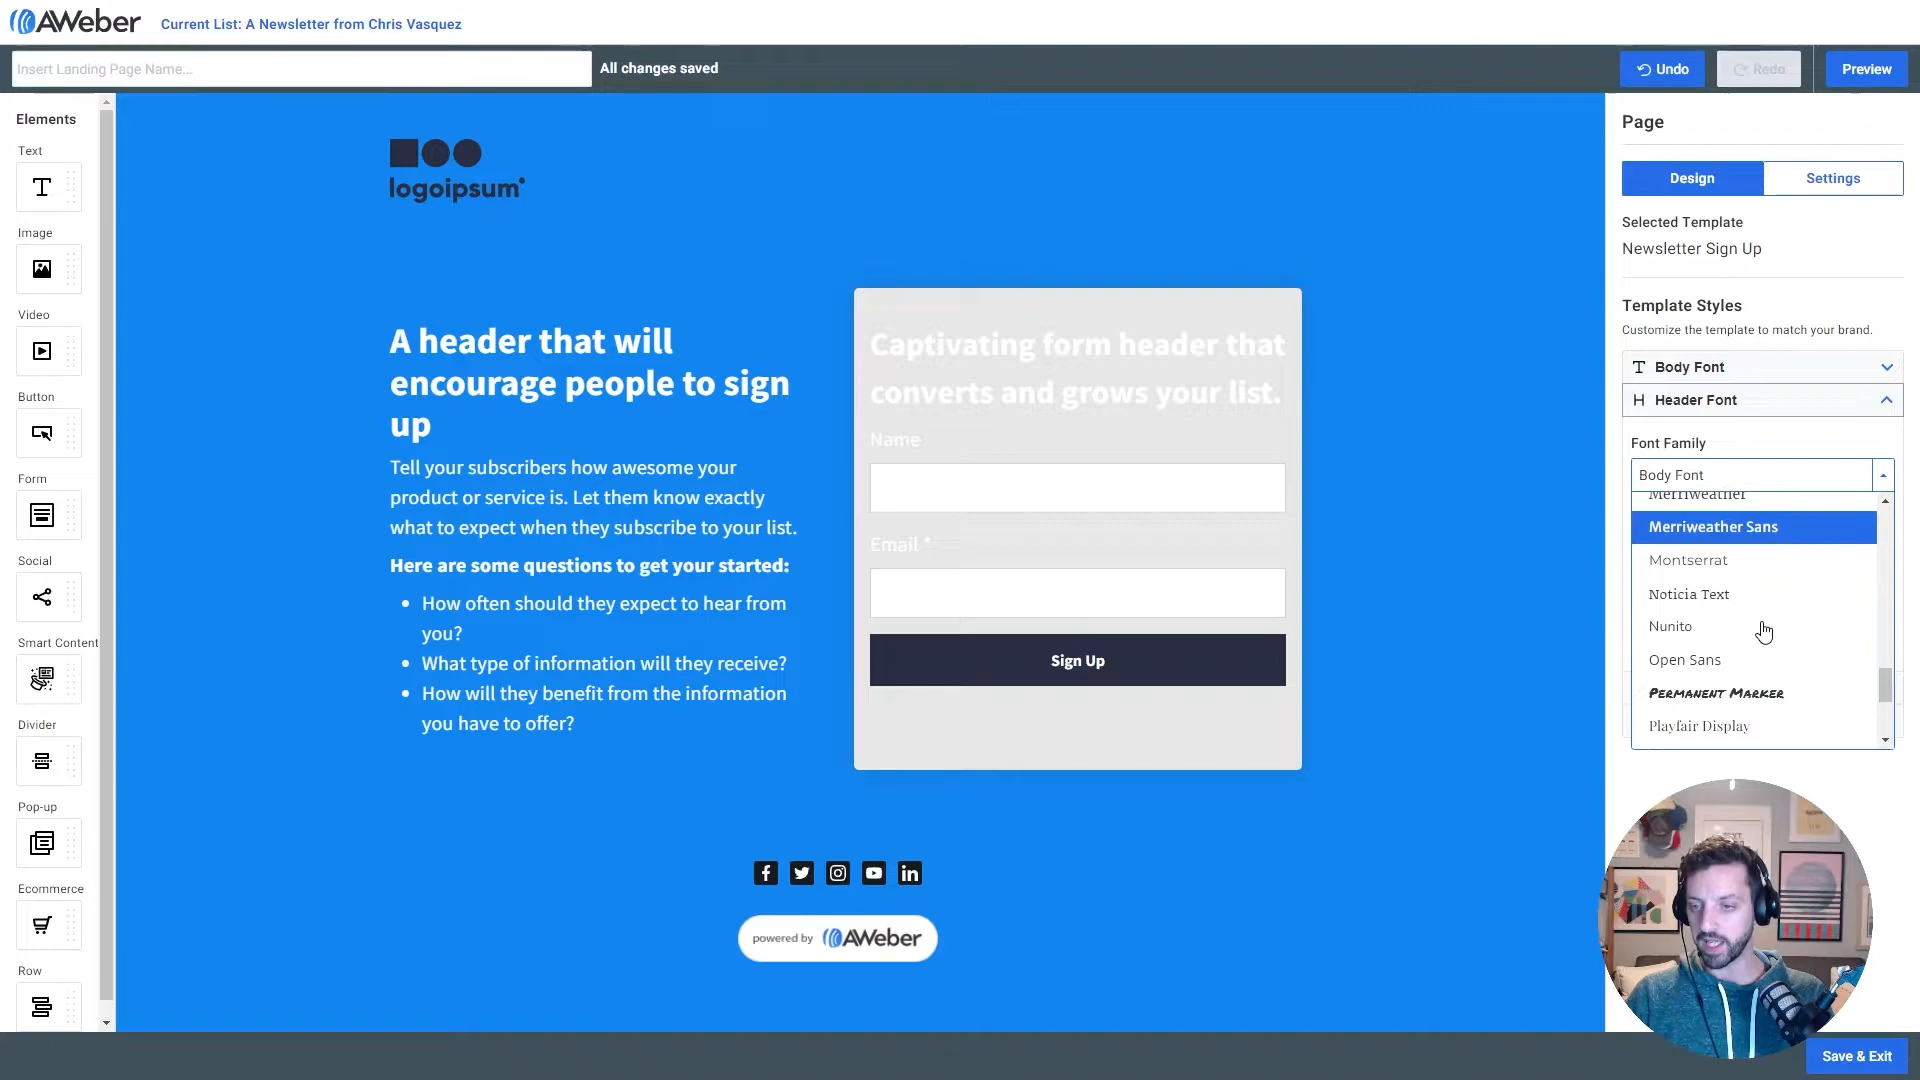 AWeber
Current List: A Newsletter from Chris Vasquez
Insert Landing Page Name...
All changes saved
Undo
Redo
Preview
Elements
Text
Image
Video
Button
Form
Social
Smart Content
Divider
Pop-up
Ecommerce
Row
logoipsum
A header that will
encourage people to sign
up
Tell your subscribers how awesome your
product or service is. Let them know exactly
what to expect when they subscribe to your list.
Here are some questions to get your started:
• How often should they expect to hear from
you?
• What type of information will they receive?
• How will they benefit from the information
you have to offer?
Captivating form header that
converts and grows your list.
Name
Email *
Sign Up
powered by AWeber
Page
Design
Settings
Selected Template
Newsletter Sign Up
Template Styles
Customize the template to match your brand.
Body Font
Header Font
Font Family
Body Font
Merriweather
Merriweather Sans
Montserrat
Noticia Text
Nunito
Open Sans
Permanent Marker
Playfair Display
Save & Exit